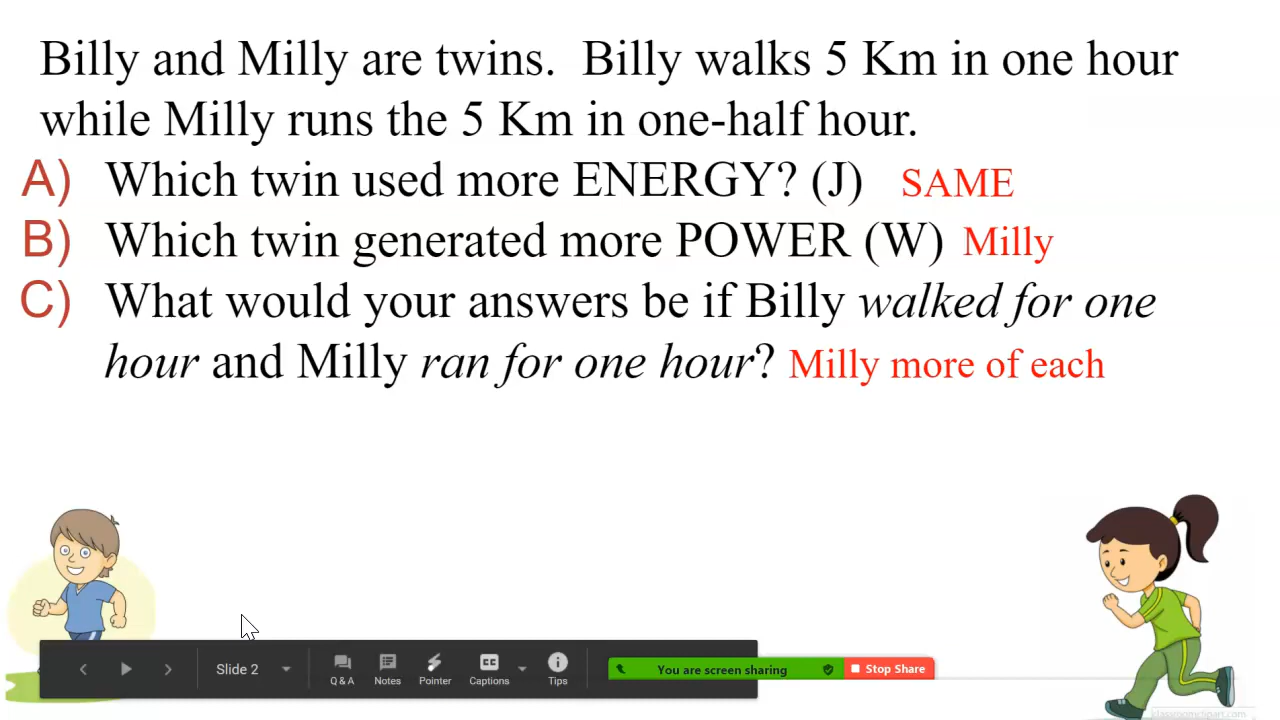 Billy and Milly are twins.  Billy walks 5 Km in one hour
while Milly runs the 5 Km in one-half hour.
A) Which twin used more ENERGY? (J) SAME
B) Which twin generated more POWER (W) Milly
C) What would your answers be if Billy walked for one
hour and Milly ran for one hour? Milly more of each
Slide 2
Q & A
Notes
Pointer
Captions
Tips
You are screen sharing
Stop Share